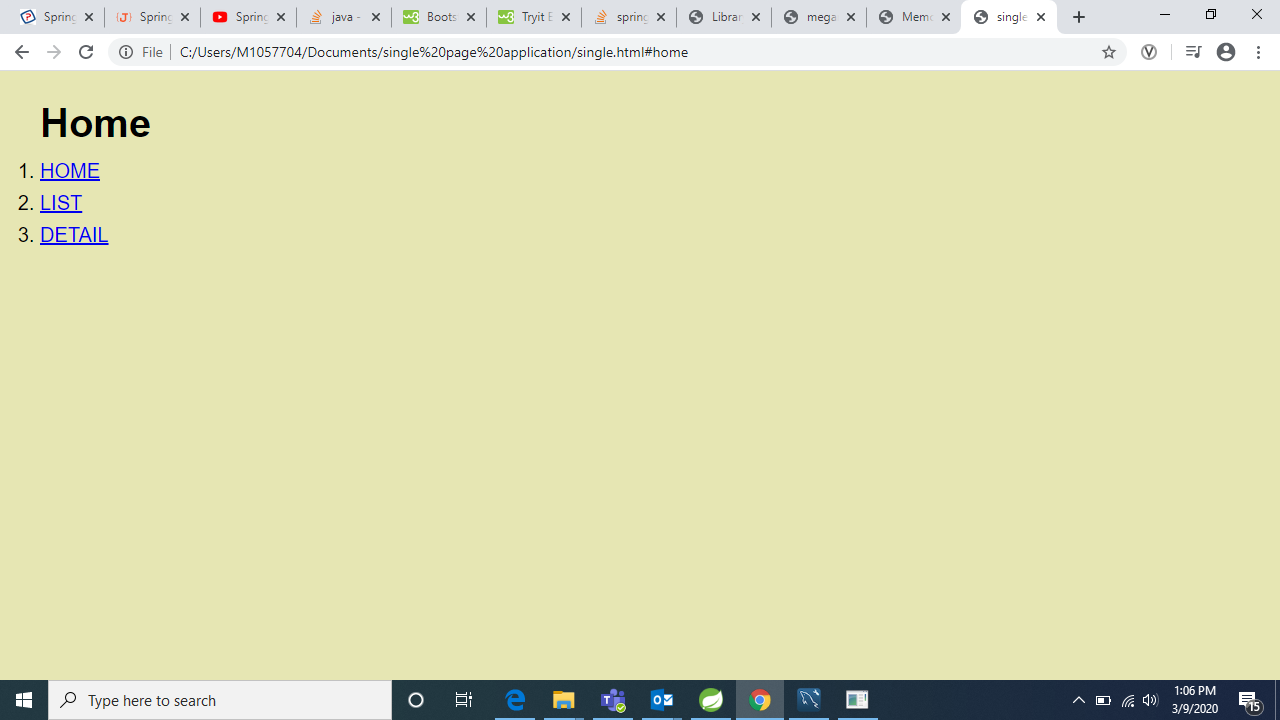 Spring
Spring
Spring
java -
Boots
Tryit E
spring
Librar
mega
Memo
single
File
C:/Users/M1057704/Documents/single%20page%20application/single.html#home
Home
1. HOME
2. LIST
3. DETAIL
Type here to search
1:06 PM
3/9/2020
15